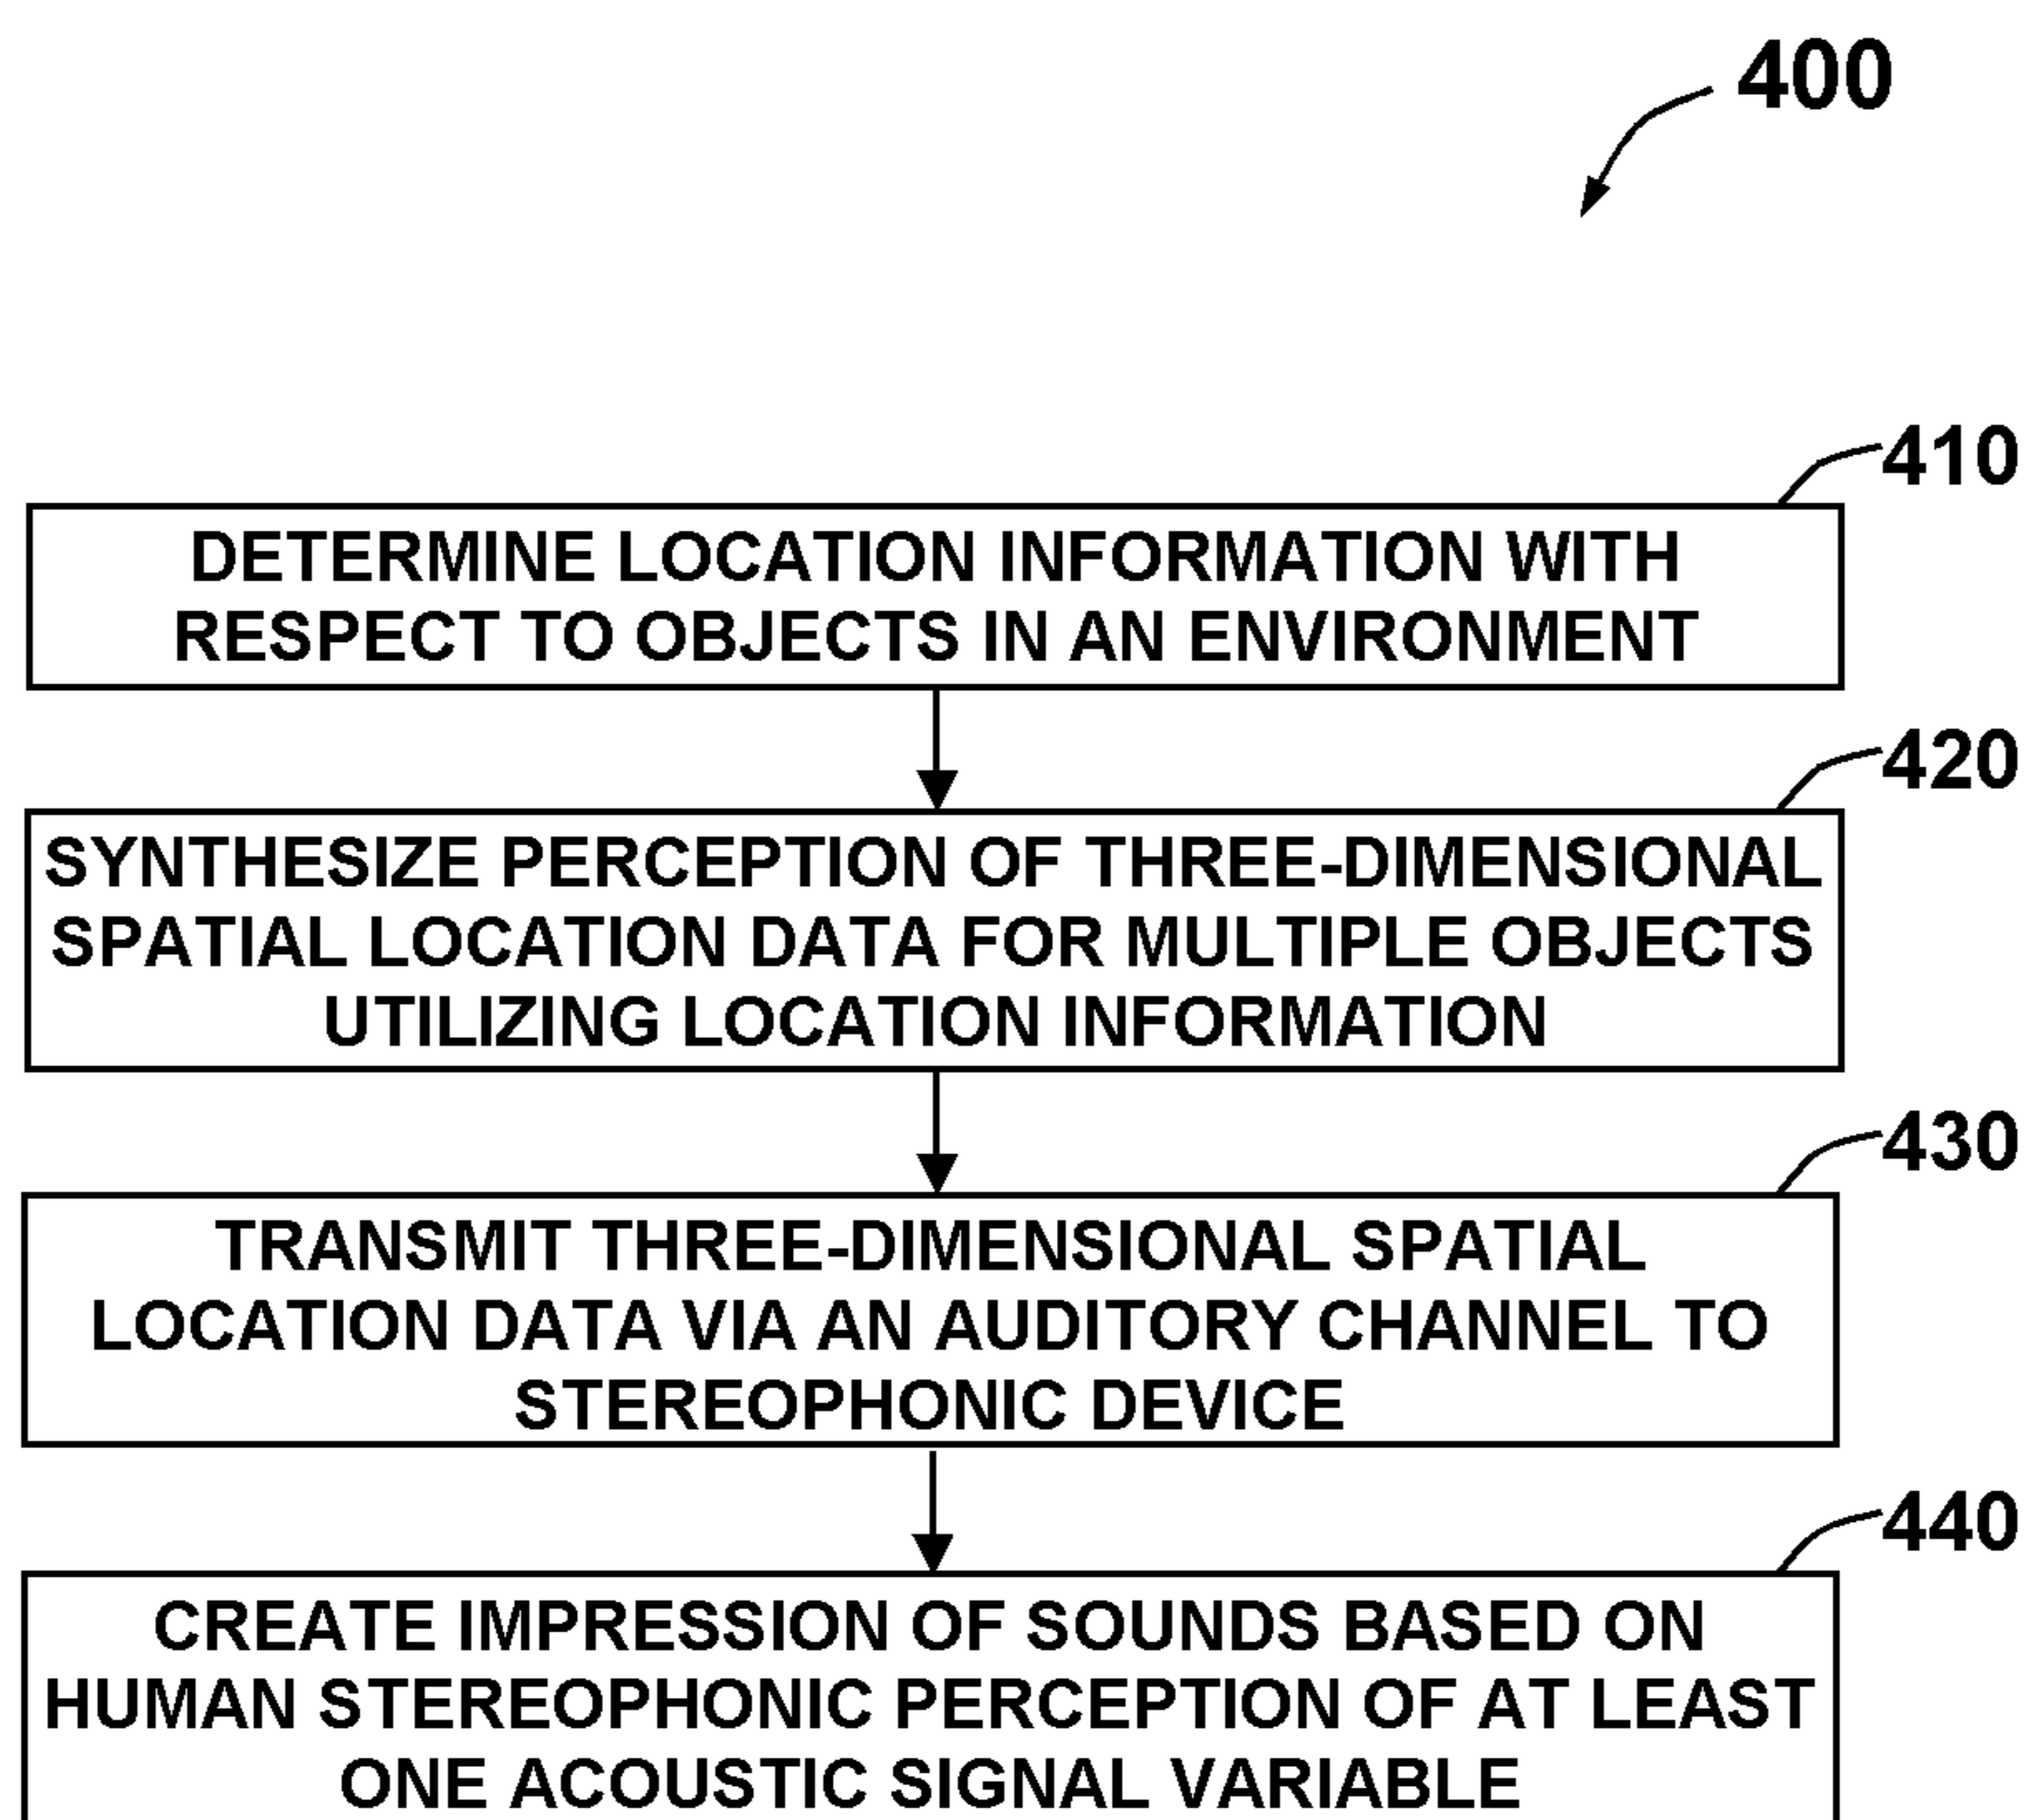 400
410
DETERMINE LOCATION INFORMATION WITH
RESPECT TO OBJECTS IN AN ENVIRONMENT
420
SYNTHESIZE PERCEPTION OF THREE-DIMENSIONAL
SPATIAL LOCATION DATA FOR MULTIPLE OBJECTS
UTILIZING LOCATION INFORMATION
430
TRANSMIT THREE-DIMENSIONAL SPATIAL
LOCATION DATA VIA AN AUDITORY CHANNEL TO
STEREOPHONIC DEVICE
440
CREATE IMPRESSION OF SOUNDS BASED ON
HUMAN STEREOPHONIC PERCEPTION OF AT LEAST
ONE ACOUSTIC SIGNAL VARIABLE